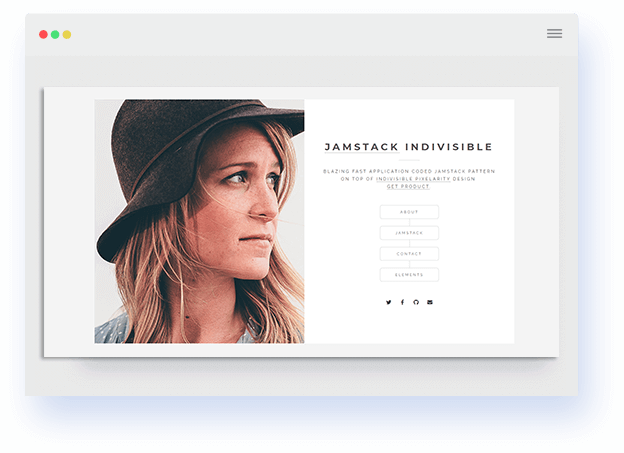 JAMSTACK INDIVISIBLE
BLAZING FAST APPLICATION CODED JAMSTACK PATTERN
ON TOP OF INDIVISIBLE PIXELARITY DESIGN
GET PRODUCT
ABOUT
JAMSTACK
CONTACT
ELEMENTS